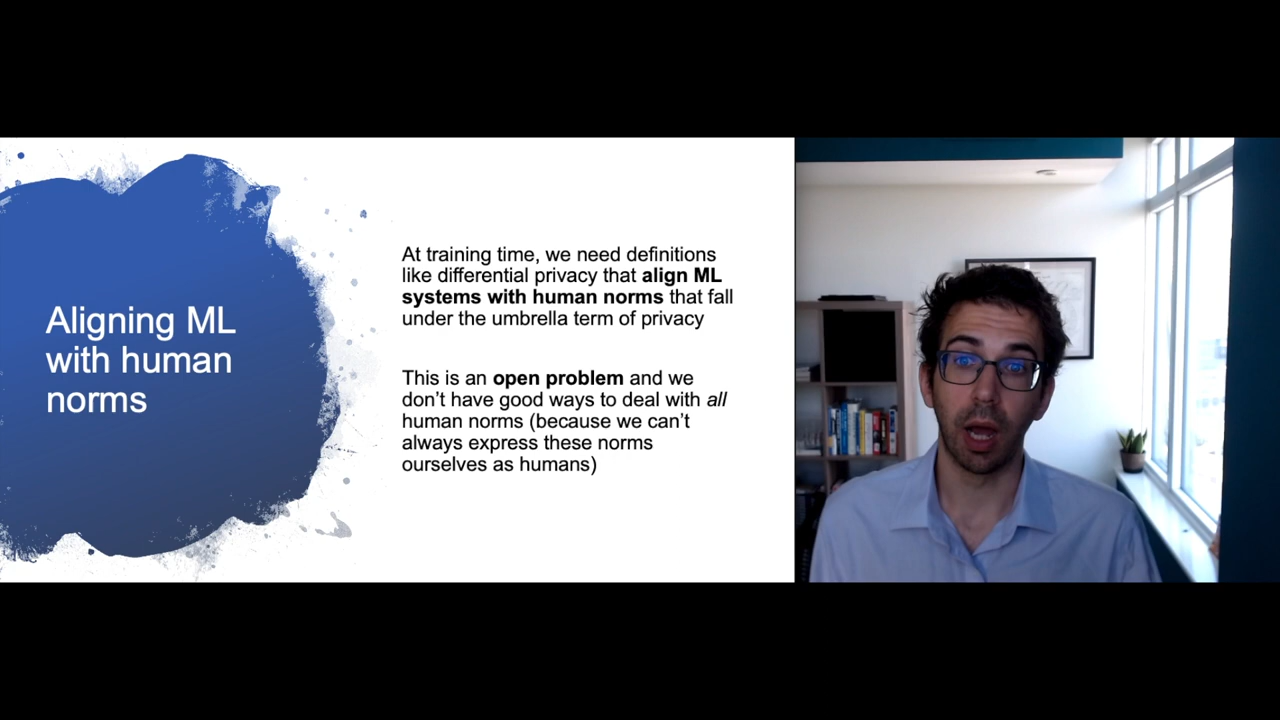 Aligning ML
with human
norms
At training time, we need definitions
like differential privacy that align ML
systems with human norms that fall
under the umbrella term of privacy
This is an open problem and we
don’t have good ways to deal with all
human norms (because we can’t
always express these norms
ourselves as humans)